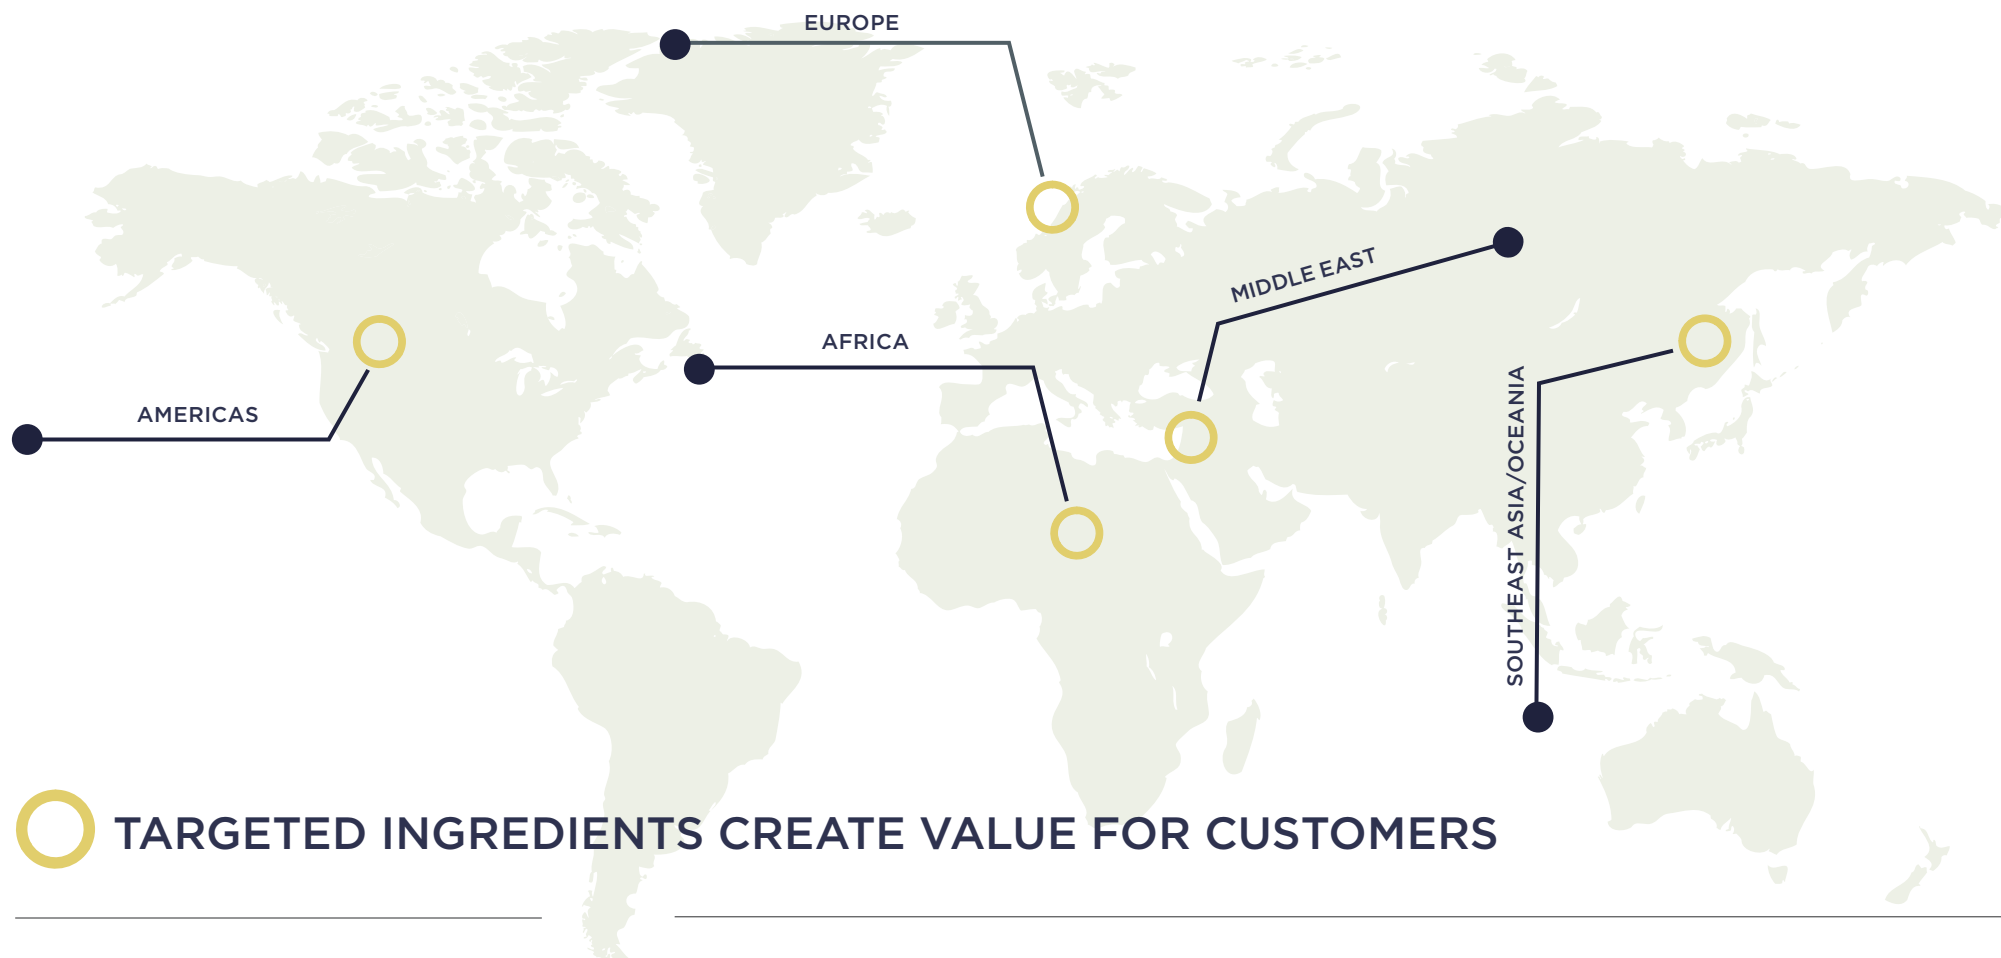 EUROPE
MIDDLE EAST
AFRICA
AMERICAS
SOUTHEAST ASIA/OCEANIA
TARGETED INGREDIENTS CREATE VALUE FOR CUSTOMERS